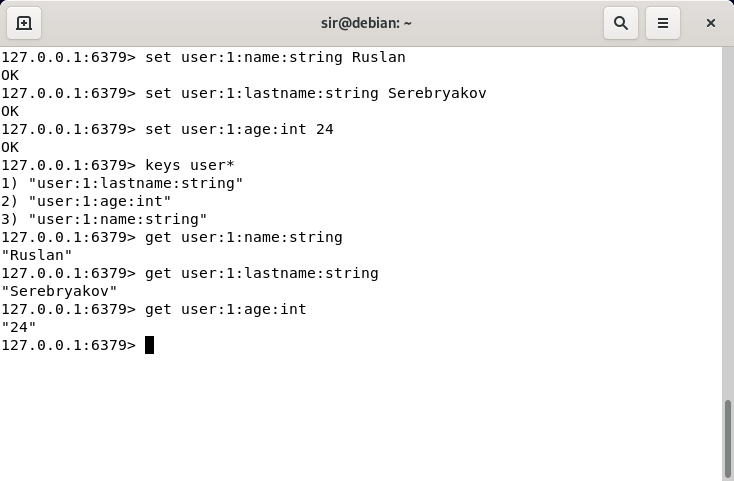 sir@debian: ~
127.0.0.1:6379> set user:1:name:string Ruslan
OK
127.0.0.1:6379> set user:1:lastname:string Serebryakov
OK
127.0.0.1:6379> set user:1:age:int 24
OK
127.0.0.1:6379> keys user*
1) "user:1:lastname:string"
2) "user:1:age:int"
3) "user:1:name:string"
127.0.0.1:6379> get user:1:name:string
"Ruslan"
127.0.0.1:6379> get user:1:lastname:string
"Serebryakov"
127.0.0.1:6379> get user:1:age:int
"24"
127.0.0.1:6379>